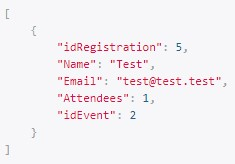 [
    {
        "idRegistration": 5,
        "Name": "Test",
        "Email": "test@test.test",
        "Attendees": 1,
        "idEvent": 2
    }
]